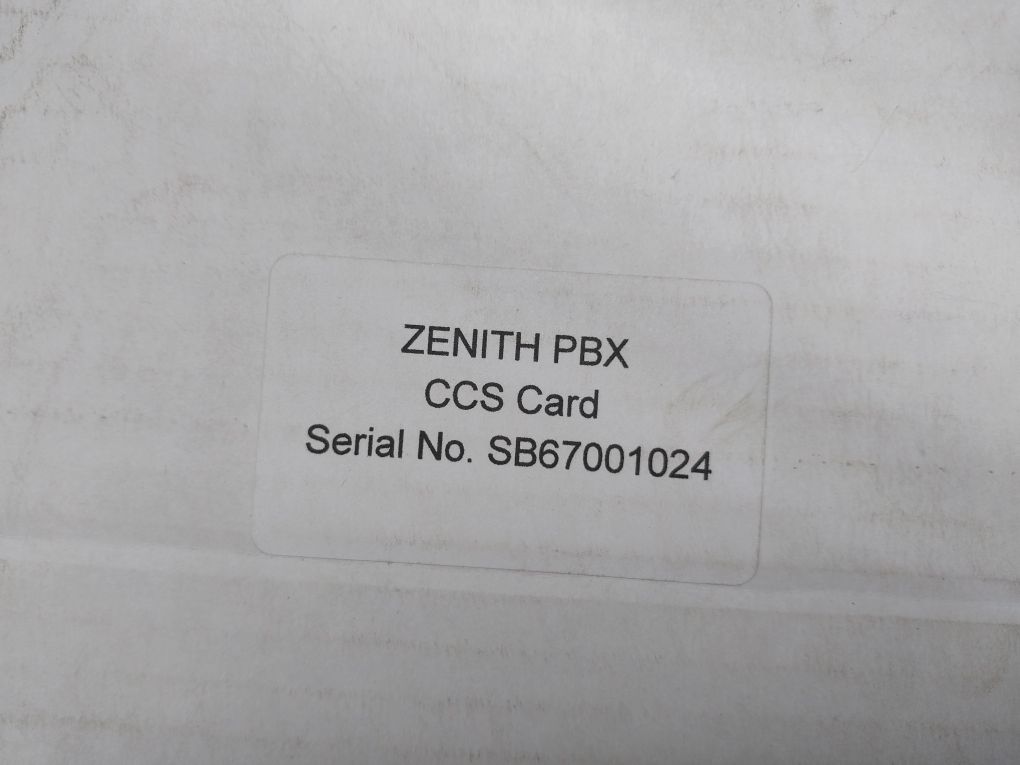 ZENITH PBX
CCS Card
Serial No. SB67001024